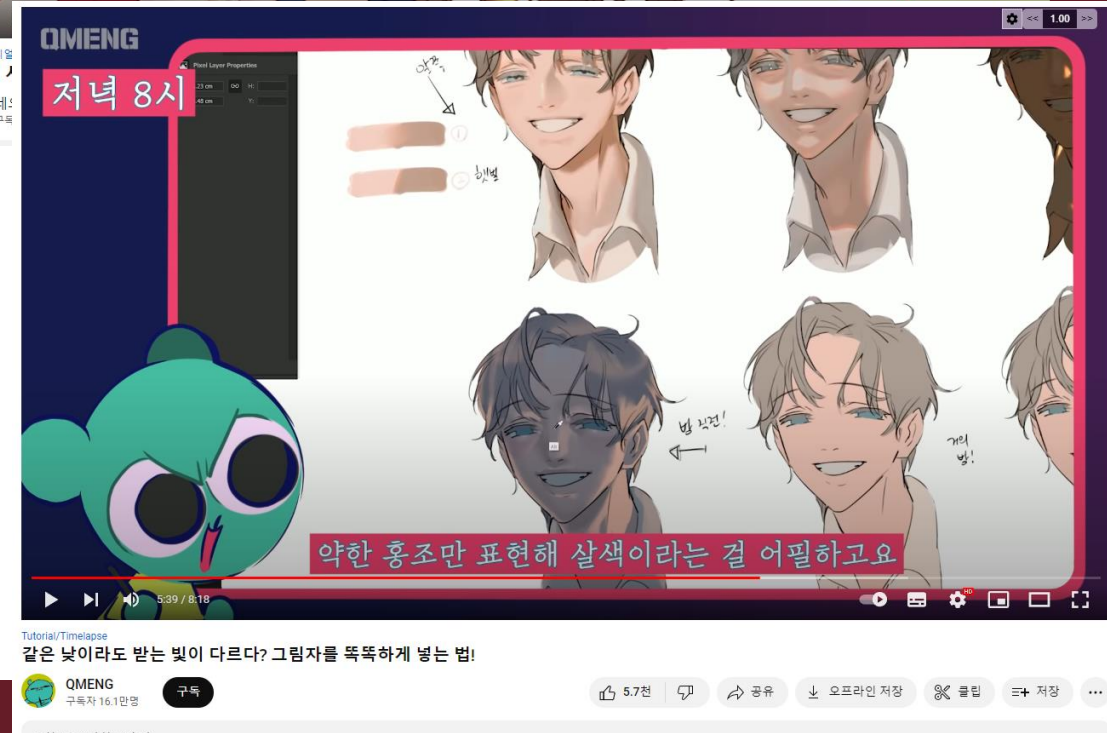 QMENG
<< 1.00 >>
저녁 8시
Pixel Layer Properties
H:
Y:
약간
햇빛
밤 직전!
거의
밤!
약한 홍조만 표현해 살색이라는 걸 어필하고요
5:39 / 8:18
HD
Tutorial/Timelapse
같은 낮이라도 받는 빛이 다르다? 그림자를 똑똑하게 넣는 법!
QMENG
구독자 16.1만명
구독
5.7천
공유
오프라인 저장
클립
저장